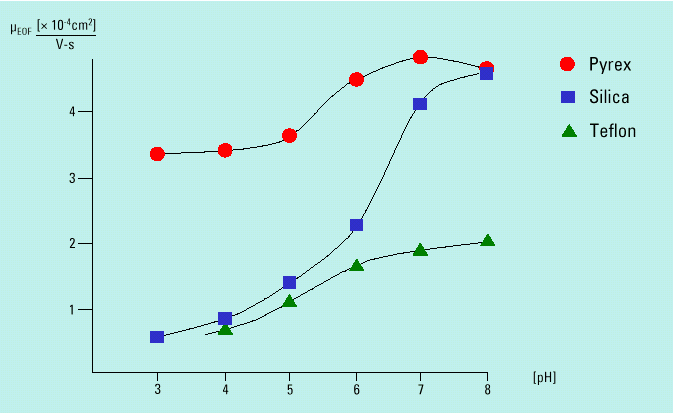 μEOF [× 10-4cm2]
V-s
Pyrex
Silica
Teflon
4
3
2
1
3 4 5 6 7 8 [pH]